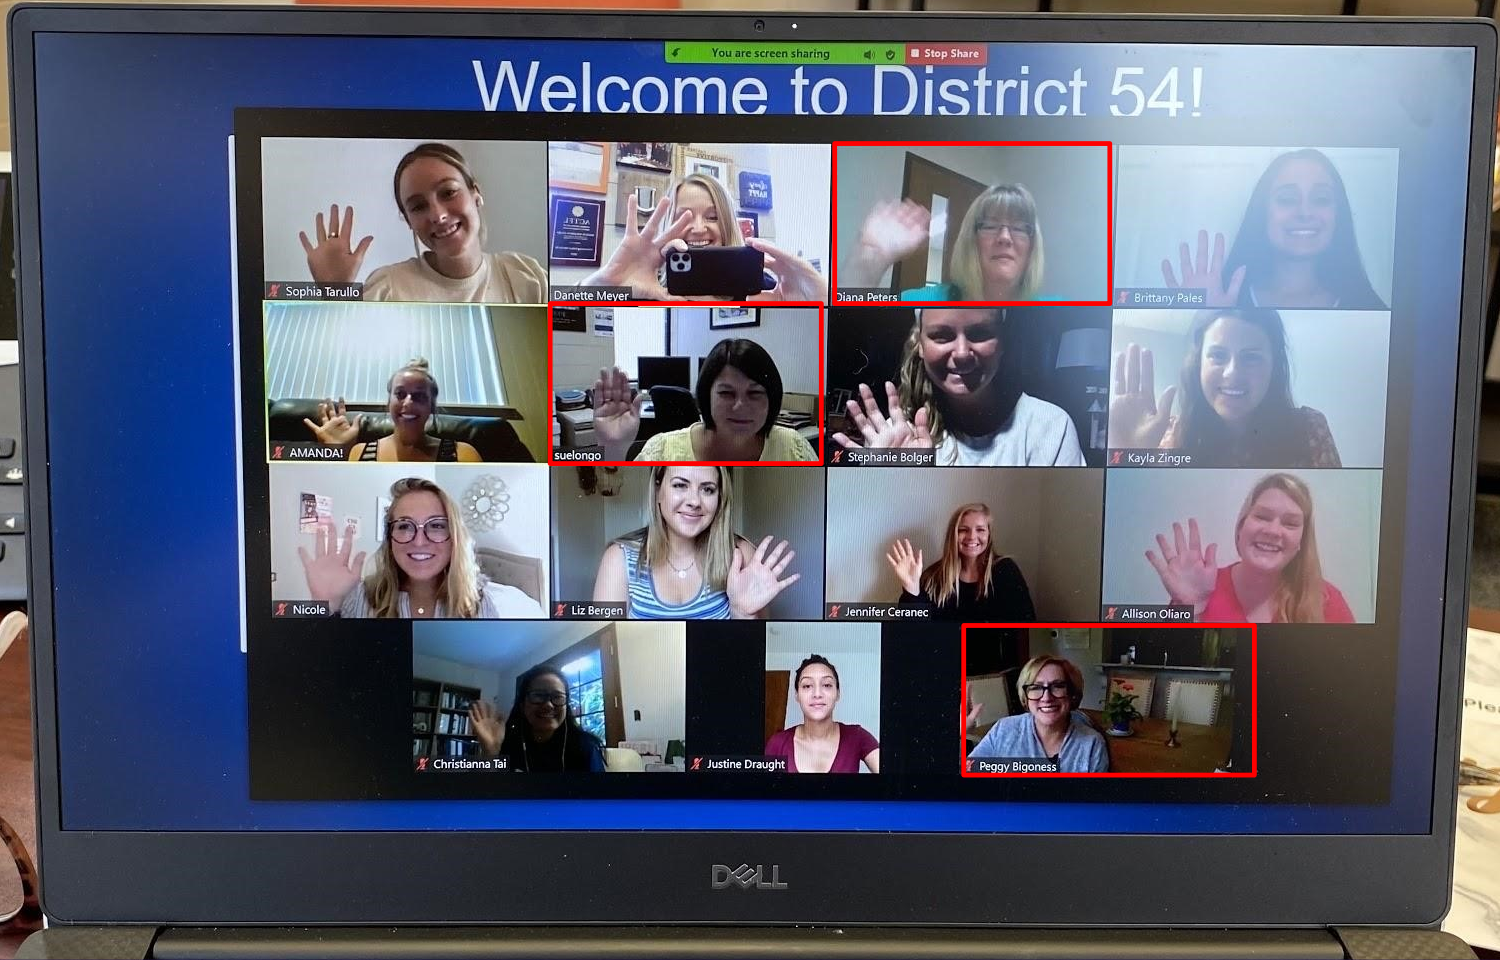 You are screen sharing
Stop Share
Welcome to District 54!
ACTFL
Sophia Tarullo
Danette Meyer
Diana Peters
Brittany Pales
AMANDA!
suelongo
Stephanie Bolger
Kayla Zingre
Nicole
Liz Bergen
Jennifer Ceranec
Allison Oliaro
Christianna Tai
Justine Draught
Peggy Bigoness
DELL